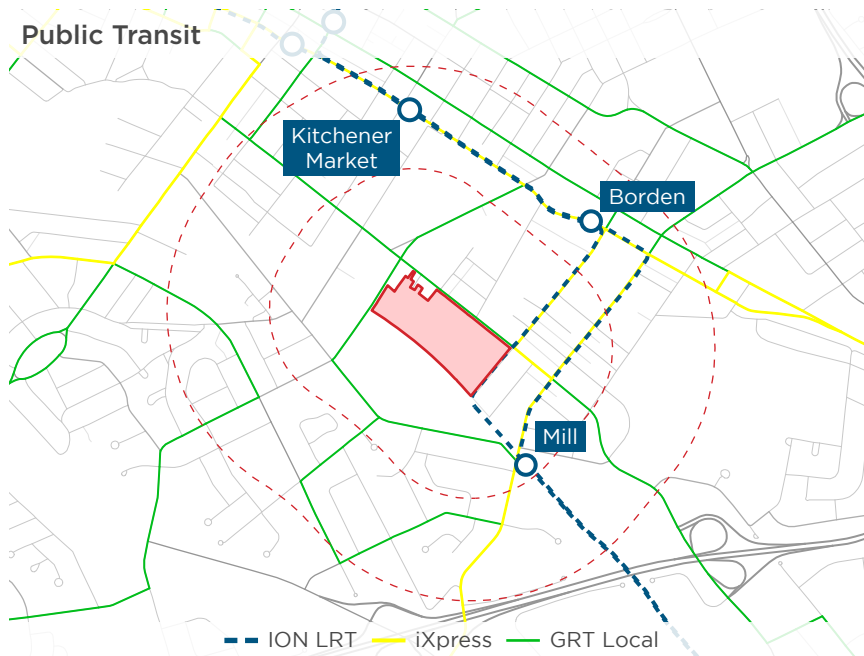 Public Transit
Kitchener
Market
Borden
Mill
ION LRT
iXpress
GRT Local